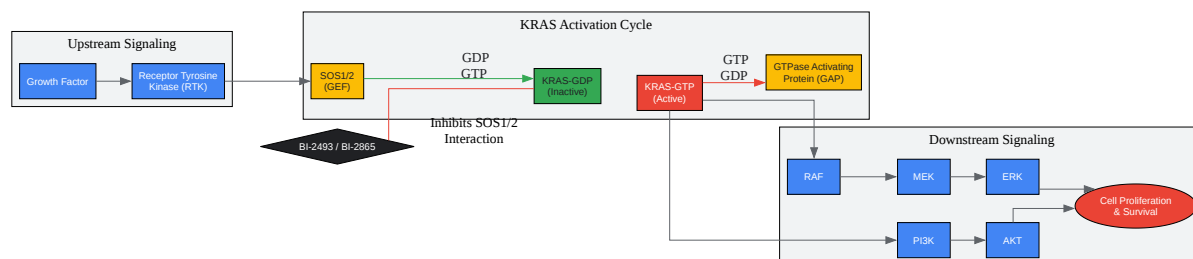 KRAS Activation Cycle
Upstream Signaling
Growth Factor
Receptor Tyrosine
Kinase (RTK)
SOS1/2
(GEF)
GDP
GTP
KRAS-GDP
(Inactive)
KRAS-GTP
(Active)
GTP
GDP
GTPase Activating
Protein (GAP)
Inhibits SOS1/2
Interaction
BI-2493 / BI-2865
Downstream Signaling
RAF
MEK
ERK
Cell Proliferation
& Survival
PI3K
AKT